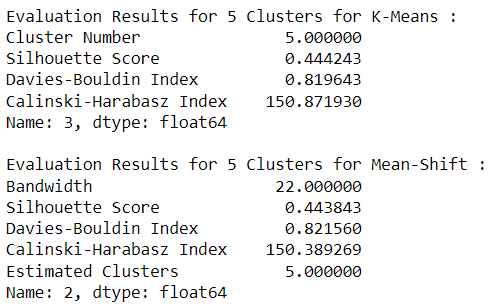 Evaluation Results for 5 Clusters for K-Means :
Cluster Number 5.000000
Silhouette Score 0.444243
Davies-Bouldin Index 0.819643
Calinski-Harabasz Index 150.871930
Name: 3, dtype: float64
Evaluation Results for 5 Clusters for Mean-Shift :
Bandwidth 22.000000
Silhouette Score 0.443843
Davies-Bouldin Index 0.821560
Calinski-Harabasz Index 150.389269
Estimated Clusters 5.000000
Name: 2, dtype: float64